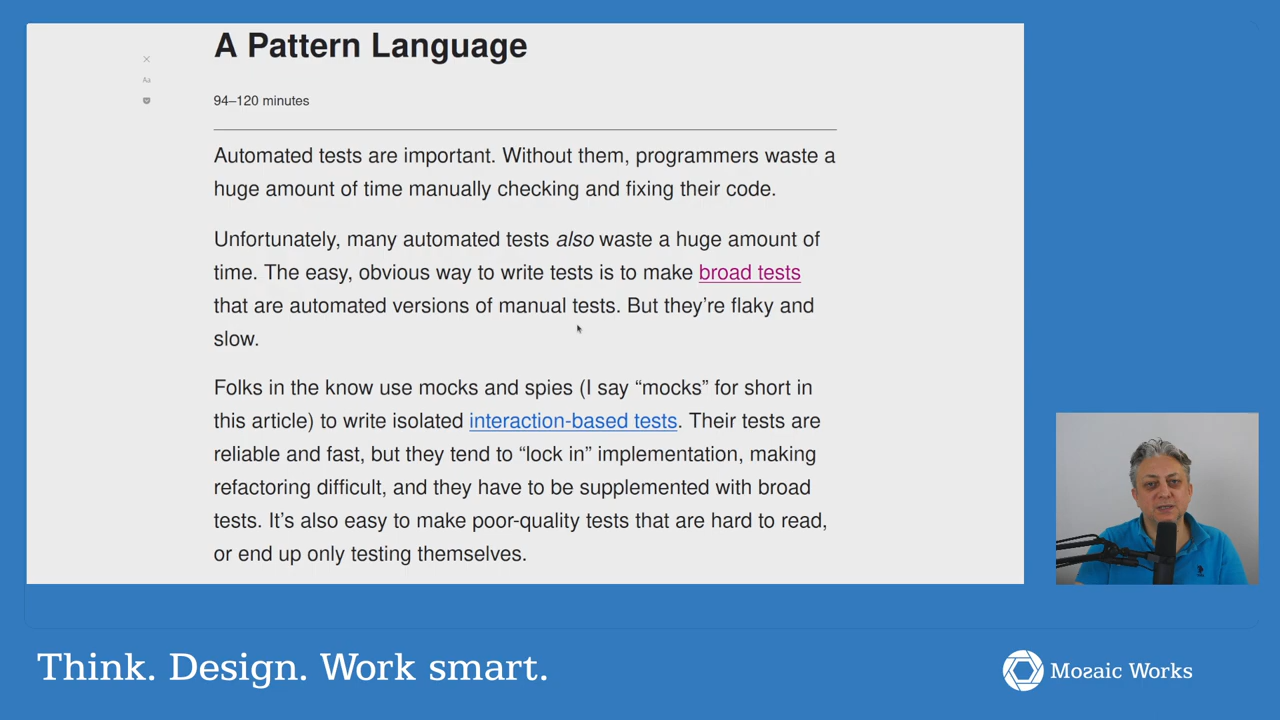 A Pattern Language
Aa
94–120 minutes
Automated tests are important. Without them, programmers waste a
huge amount of time manually checking and fixing their code.
Unfortunately, many automated tests also waste a huge amount of
time. The easy, obvious way to write tests is to make broad tests
that are automated versions of manual tests. But they’re flaky and
slow.
Folks in the know use mocks and spies (I say “mocks” for short in
this article) to write isolated interaction-based tests. Their tests are
reliable and fast, but they tend to “lock in” implementation, making
refactoring difficult, and they have to be supplemented with broad
tests. It’s also easy to make poor-quality tests that are hard to read,
or end up only testing themselves.
Think. Design. Work smart.
Mozaic Works